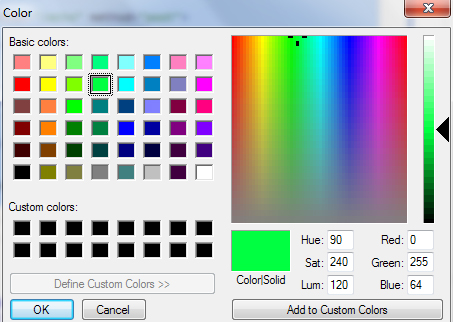 Color
Basic colors:
Custom colors:
Define Custom Colors >>
OK
Cancel
Color|Solid
Hue: 90
Sat: 240
Lum: 120
Red: 0
Green: 255
Blue: 64
Add to Custom Colors